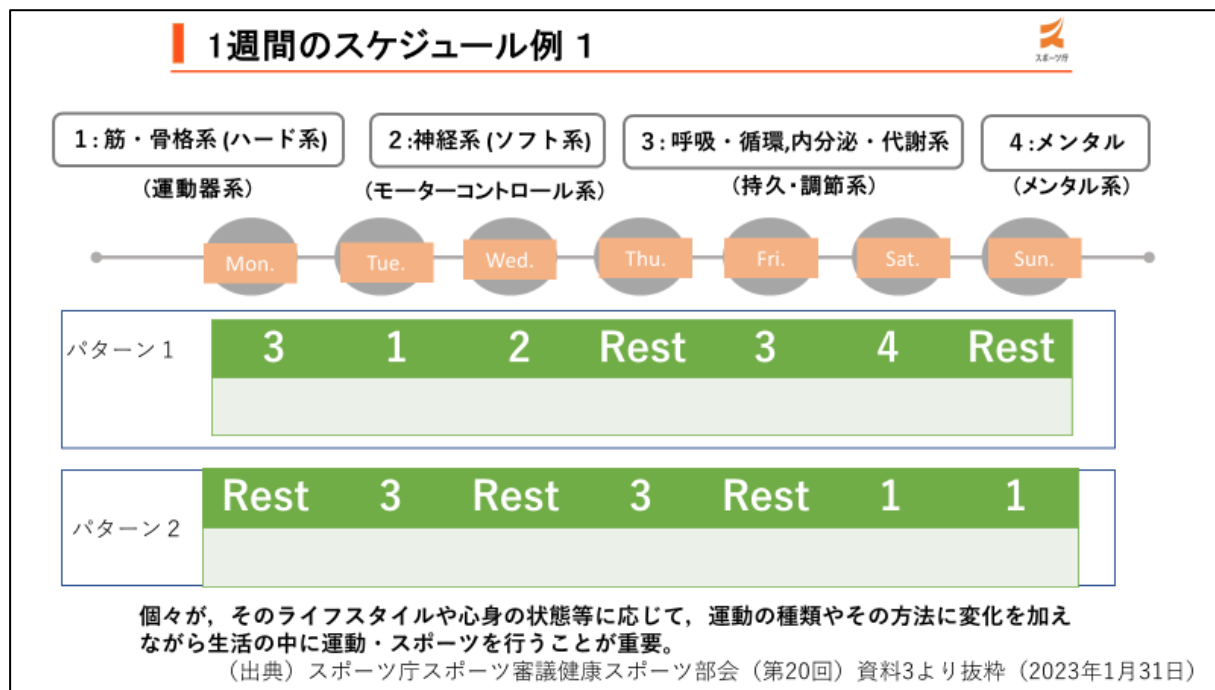 1週間のスケジュール例 1
スポーツ庁
1：筋・骨格系 (ハード系)
2：神経系 (ソフト系)
3：呼吸・循環,内分泌・代謝系
4：メンタル
(運動器系)
(モーターコントロール系)
(持久・調節系)
(メンタル系)
Mon. Tue. Wed. Thu. Fri. Sat. Sun.
パターン１ 3 1 2 Rest 3 4 Rest
パターン２ Rest 3 Rest 3 Rest 1 1
個々が，そのライフスタイルや心身の状態等に応じて，運動の種類やその方法に変化を加え
ながら生活の中に運動・スポーツを行うことが重要。
（出典）スポーツ庁スポーツ審議健康スポーツ部会（第20回）資料3より抜粋（2023年1月31日）